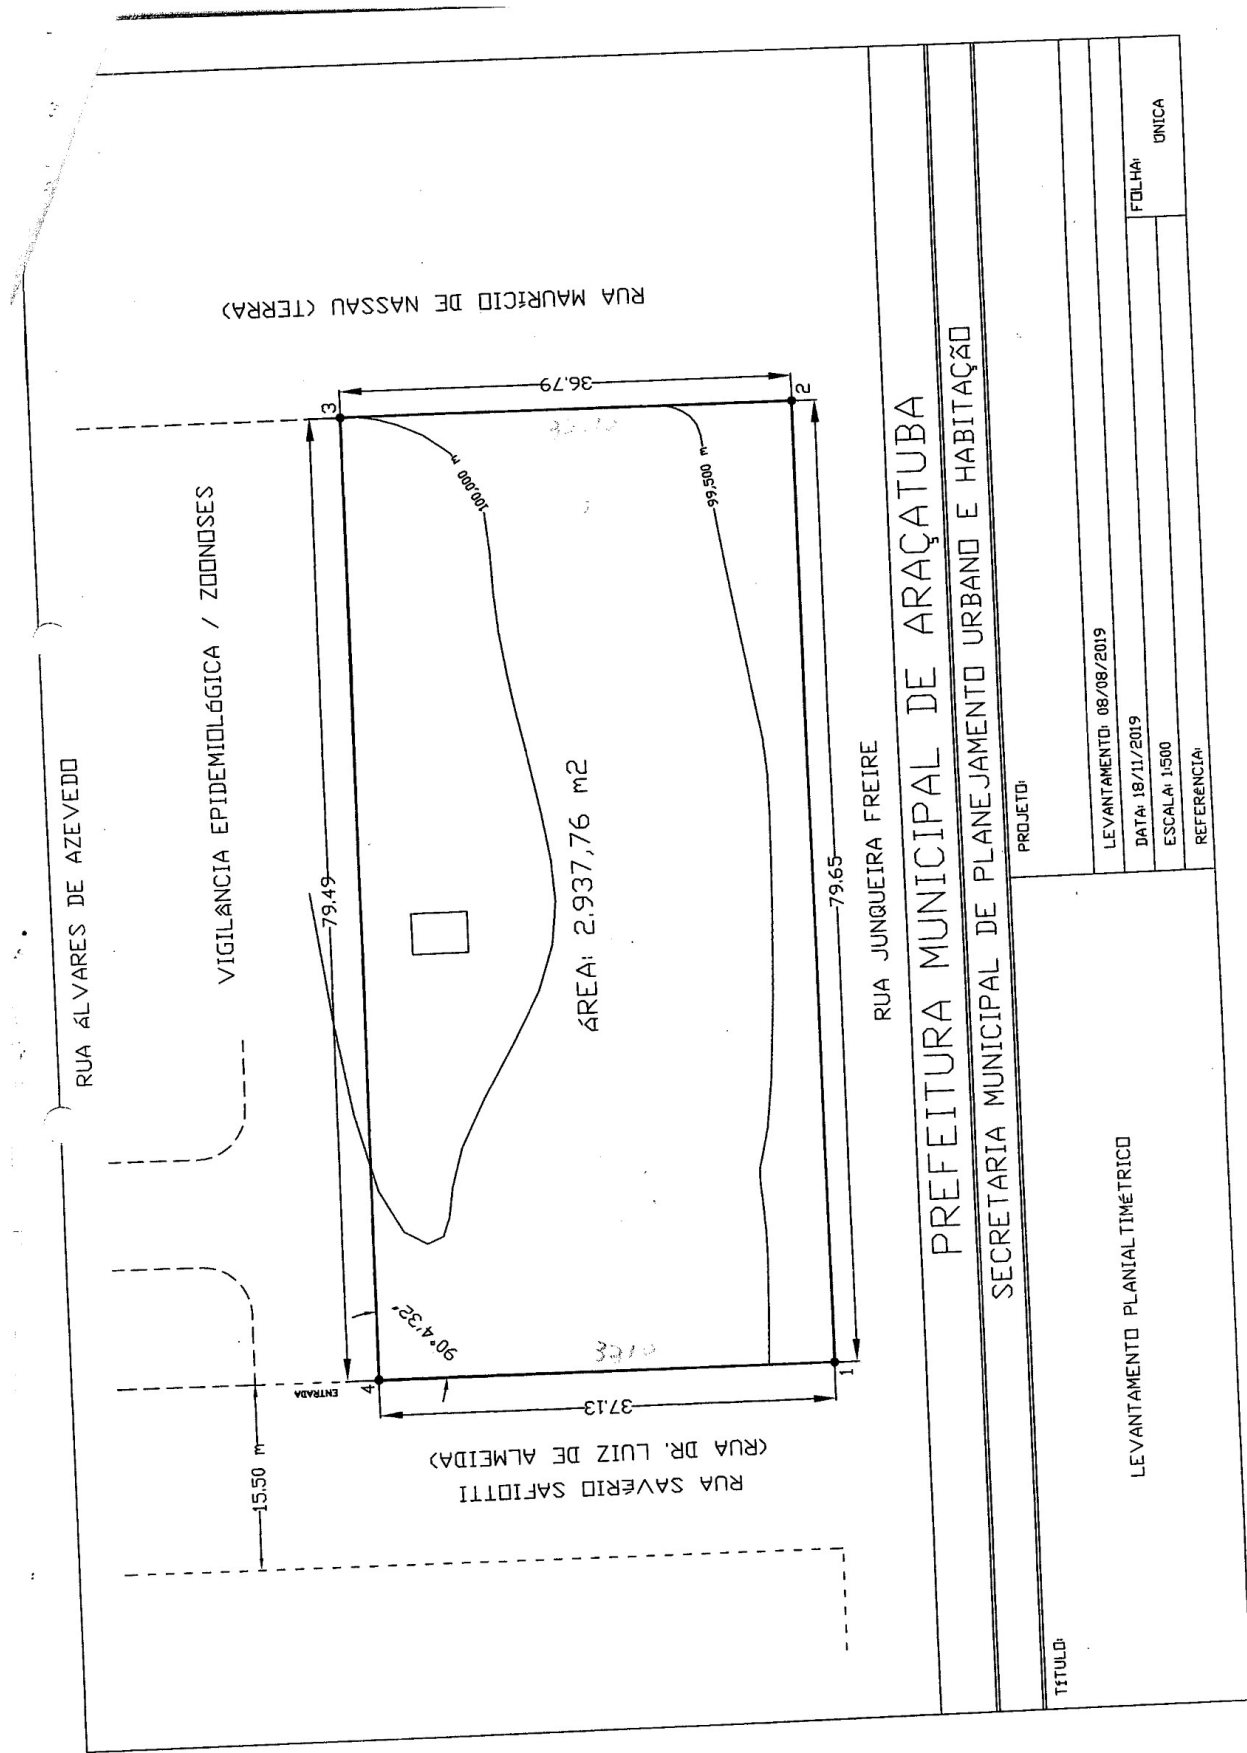 RUA ÁLVARES DE AZEVEDO
VIGILÂNCIA EPIDEMIOLÓGICA / ZOONOSES
15.50 m
ENTRADA
4
3
79.49
90°4'32"
RUA SAVÉRIO SAFIOTTI
(RUA DR. LUIZ DE ALMEIDA)
37.13
100,000 m
ÁREA: 2.937,76 m2
99,500 m
36.79
RUA MAURÍCIO DE NASSAU (TERRA)
1
2
79.65
RUA JUNQUEIRA FREIRE
PREFEITURA MUNICIPAL DE ARAÇATUBA
SECRETARIA MUNICIPAL DE PLANEJAMENTO URBANO E HABITAÇÃO
TÍTULO:
LEVANTAMENTO PLANIALTIMÉTRICO
PROJETO:
LEVANTAMENTO: 08/08/2019
DATA: 18/11/2019
FOLHA:
ÚNICA
ESCALA: 1:500
REFERÊNCIA: